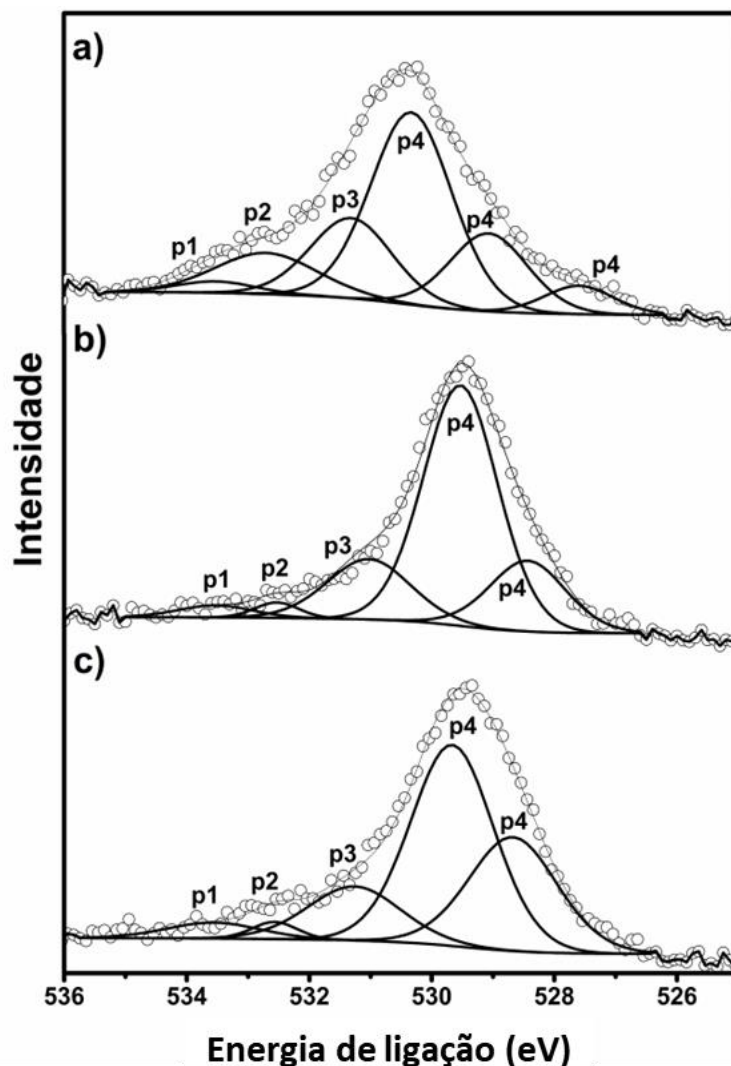 a)
p1 p2 p3 p4 p4 p4
b)
p1 p2 p3 p4 p4
c)
p1 p2 p3 p4 p4
Intensidade
536 534 532 530 528 526
Energia de ligação (eV)